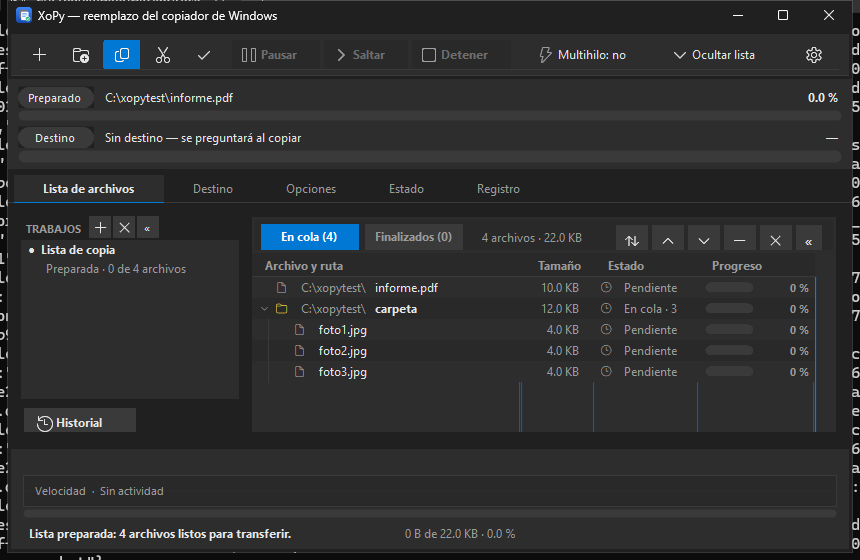 XoPy — reemplazo del copiador de Windows
Pausar Saltar Detener Multihilo: no Ocultar lista
Preparado C:\xopytest\informe.pdf 0.0 %
Destino Sin destino — se preguntará al copiar —
Lista de archivos Destino Opciones Estado Registro
TRABAJOS
Lista de copia
Preparada · 0 de 4 archivos
Historial
En cola (4) Finalizados (0) 4 archivos · 22.0 KB
Archivo y ruta Tamaño Estado Progreso
C:\xopytest\ informe.pdf 10.0 KB Pendiente 0 %
C:\xopytest\ carpeta 12.0 KB En cola · 3 0 %
foto1.jpg 4.0 KB Pendiente 0 %
foto2.jpg 4.0 KB Pendiente 0 %
foto3.jpg 4.0 KB Pendiente 0 %
Velocidad · Sin actividad
Lista preparada: 4 archivos listos para transferir. 0 B de 22.0 KB · 0.0 %